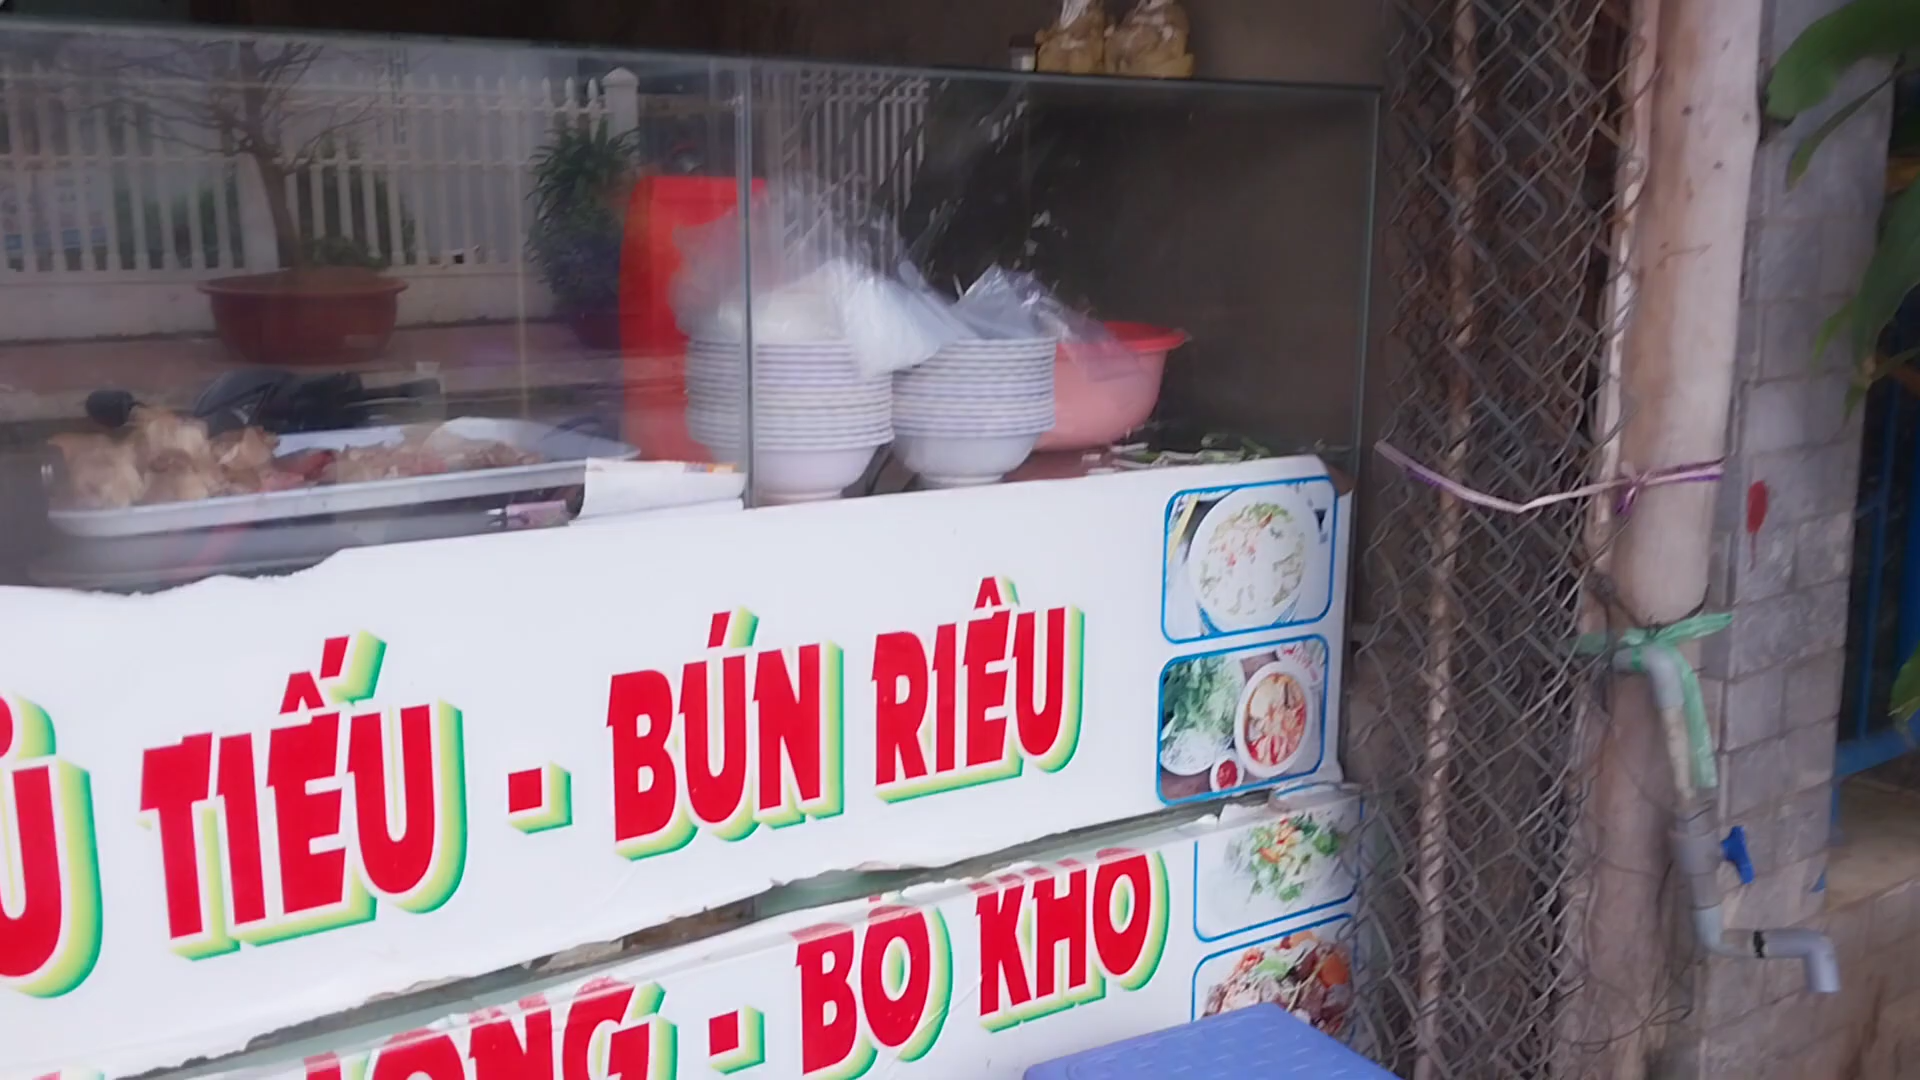 TIẾU - BÚN RIÊU
- BÒ KHO